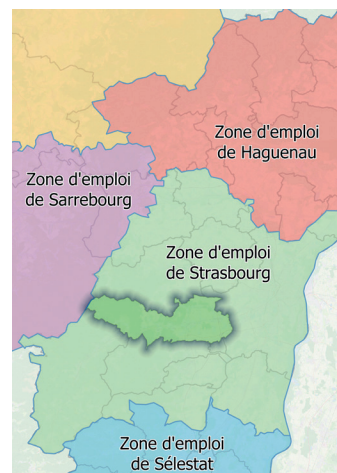 Zone d'emploi
de Haguenau
Zone d'emploi
de Sarrebourg
Zone d'emploi
de Strasbourg
Zone d'emploi
de Sélestat